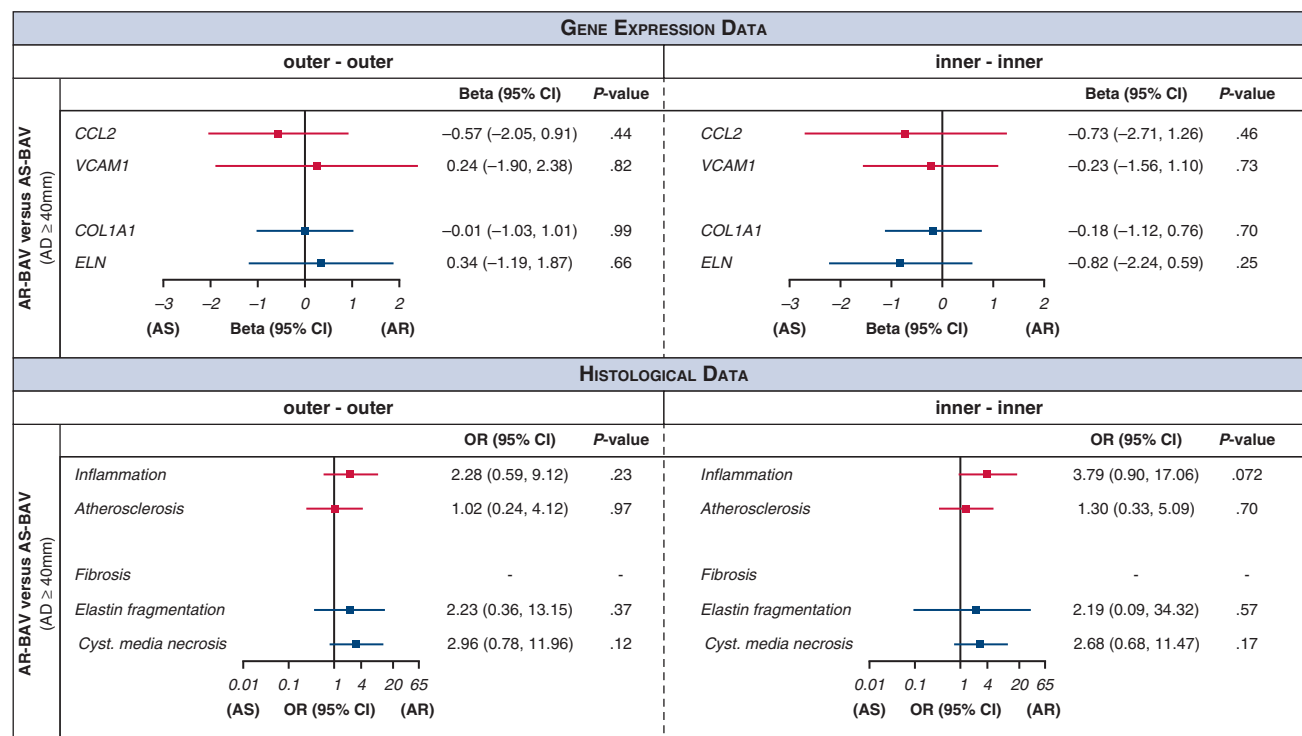 GENE EXPRESSION DATA
outer - outer
inner - inner
AR-BAV versus AS-BAV
(AD ≥ 40mm)
Beta (95% CI) P-value
CCL2 –0.57 (–2.05, 0.91) .44
VCAM1 0.24 (–1.90, 2.38) .82
COL1A1 –0.01 (–1.03, 1.01) .99
ELN 0.34 (–1.19, 1.87) .66
–3 –2 –1 0 1 2
(AS) Beta (95% CI) (AR)
Beta (95% CI) P-value
CCL2 –0.73 (–2.71, 1.26) .46
VCAM1 –0.23 (–1.56, 1.10) .73
COL1A1 –0.18 (–1.12, 0.76) .70
ELN –0.82 (–2.24, 0.59) .25
–3 –2 –1 0 1 2
(AS) Beta (95% CI) (AR)
HISTOLOGICAL DATA
outer - outer
inner - inner
AR-BAV versus AS-BAV
(AD ≥ 40mm)
OR (95% CI) P-value
Inflammation 2.28 (0.59, 9.12) .23
Atherosclerosis 1.02 (0.24, 4.12) .97
Fibrosis - -
Elastin fragmentation 2.23 (0.36, 13.15) .37
Cyst. media necrosis 2.96 (0.78, 11.96) .12
0.01 0.1 1 4 20 65
(AS) OR (95% CI) (AR)
OR (95% CI) P-value
Inflammation 3.79 (0.90, 17.06) .072
Atherosclerosis 1.30 (0.33, 5.09) .70
Fibrosis - -
Elastin fragmentation 2.19 (0.09, 34.32) .57
Cyst. media necrosis 2.68 (0.68, 11.47) .17
0.01 0.1 1 4 20 65
(AS) OR (95% CI) (AR)